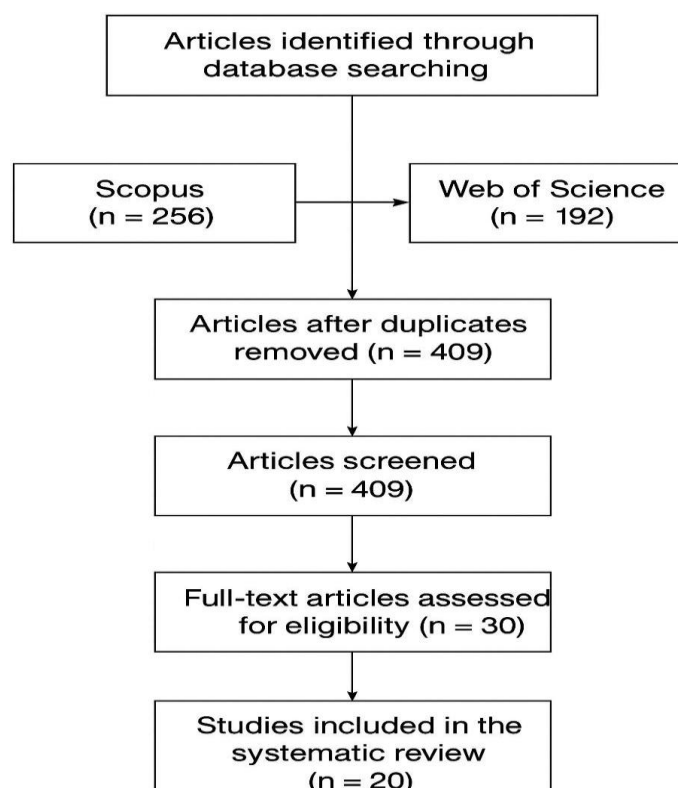 Articles identified through
database searching
Scopus
(n = 256)
Web of Science
(n = 192)
Articles after duplicates
removed (n = 409)
Articles screened
(n = 409)
Full-text articles assessed
for eligibility (n = 30)
Studies included in the
systematic review
(n = 20)